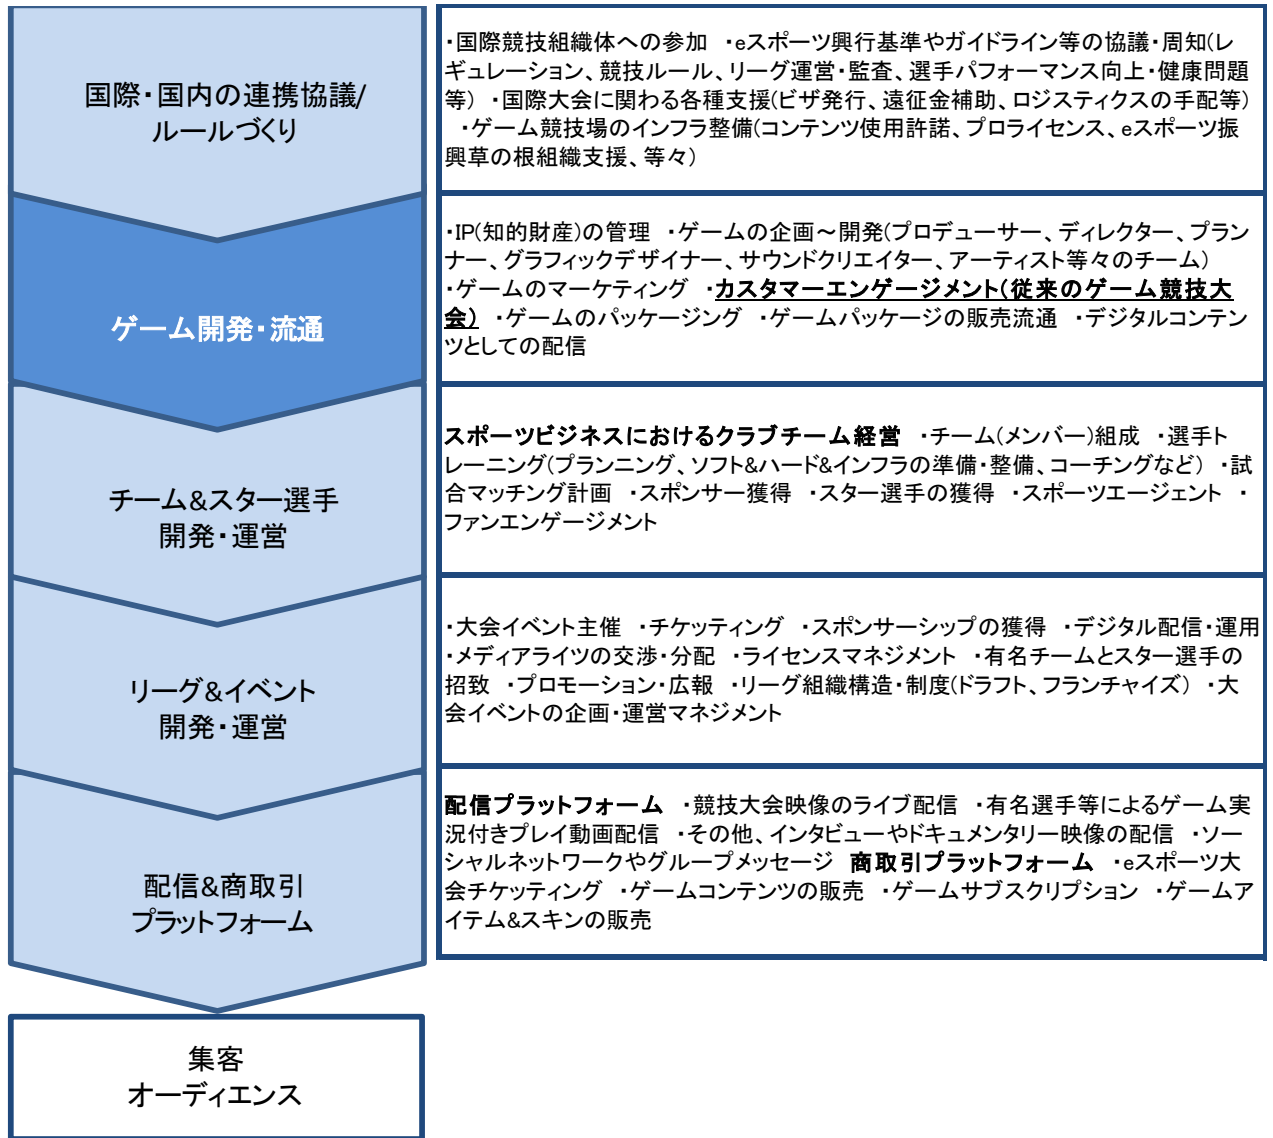 国際・国内の連携協議/
ルールづくり
・国際競技組織体への参加 ・eスポーツ興行基準やガイドライン等の協議・周知(レ
ギュレーション、競技ルール、リーグ運営・監査、選手パフォーマンス向上・健康問題
等) ・国際大会に関わる各種支援(ビザ発行、遠征金補助、ロジスティクスの手配等)
・ゲーム競技場のインフラ整備(コンテンツ使用許諾、プロライセンス、eスポーツ振
興草の根組織支援、等々)
ゲーム開発・流通
・IP(知的財産)の管理 ・ゲームの企画～開発(プロデューサー、ディレクター、プラン
ナー、グラフィックデザイナー、サウンドクリエイター、アーティスト等々のチーム)
・ゲームのマーケティング ・カスタマーエンゲージメント(従来のゲーム競技大
会) ・ゲームのパッケージング ・ゲームパッケージの販売流通 ・デジタルコンテン
ツとしての配信
チーム&スター選手
開発・運営
スポーツビジネスにおけるクラブチーム経営 ・チーム(メンバー)組成 ・選手ト
レーニング(プランニング、ソフト&ハード&インフラの準備・整備、コーチングなど) ・試
合マッチング計画 ・スポンサー獲得 ・スター選手の獲得 ・スポーツエージェント ・
ファンエンゲージメント
リーグ&イベント
開発・運営
・大会イベント主催 ・チケッティング ・スポンサーシップの獲得 ・デジタル配信・運用
・メディアライツの交渉・分配 ・ライセンスマネジメント ・有名チームとスター選手の
招致 ・プロモーション・広報 ・リーグ組織構造・制度(ドラフト、フランチャイズ) ・大
会イベントの企画・運営マネジメント
配信&商取引
プラットフォーム
配信プラットフォーム ・競技大会映像のライブ配信 ・有名選手等によるゲーム実
況付きプレイ動画配信 ・その他、インタビューやドキュメンタリー映像の配信 ・ソー
シャルネットワークやグループメッセージ 商取引プラットフォーム ・eスポーツ大
会チケッティング ・ゲームコンテンツの販売 ・ゲームサブスクリプション ・ゲームア
イテム&スキンの販売
集客
オーディエンス